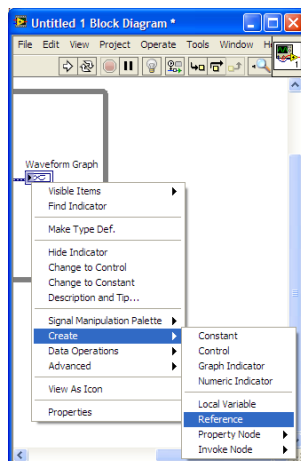 Untitled 1 Block Diagram *
File Edit View Project Operate Tools Window H
1
Waveform Graph
Visible Items
Find Indicator
Make Type Def.
Hide Indicator
Change to Control
Change to Constant
Description and Tip...
Signal Manipulation Palette
Create
Data Operations
Advanced
View As Icon
Properties
Constant
Control
Graph Indicator
Numeric Indicator
Local Variable
Reference
Property Node
Invoke Node